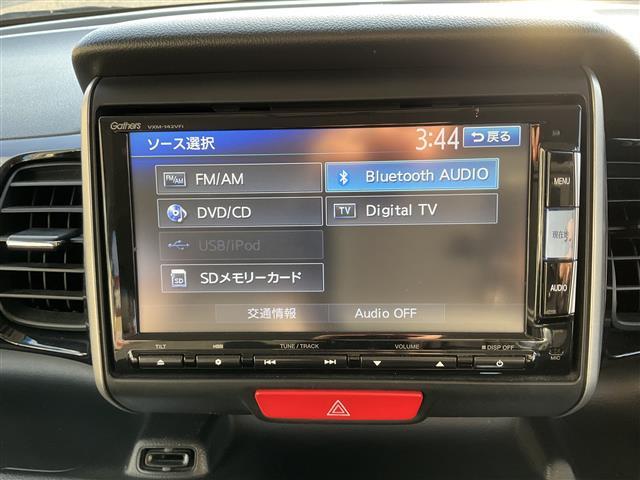 Gathers VXM-142VFi
ソース選択 3:44 戻る
FM/AM FM/AM
Bluetooth AUDIO
DVD/CD
TV Digital TV
USB/iPod
SD SDメモリーカード
交通情報 Audio OFF
MENU
現在地
AUDIO
TILT TUNE / TRACK VOLUME DISP OFF
MIC